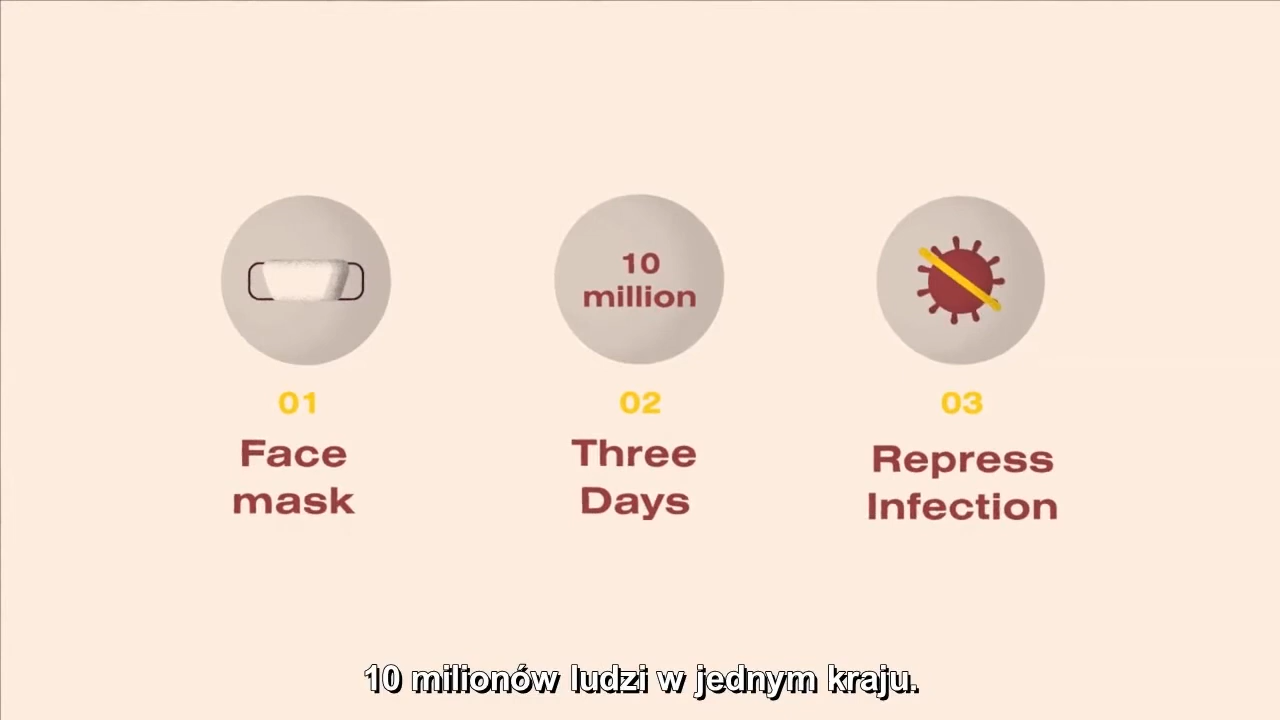 10
million
01
Face
mask
02
Three
Days
03
Repress
Infection
10 milionów ludzi w jednym kraju.